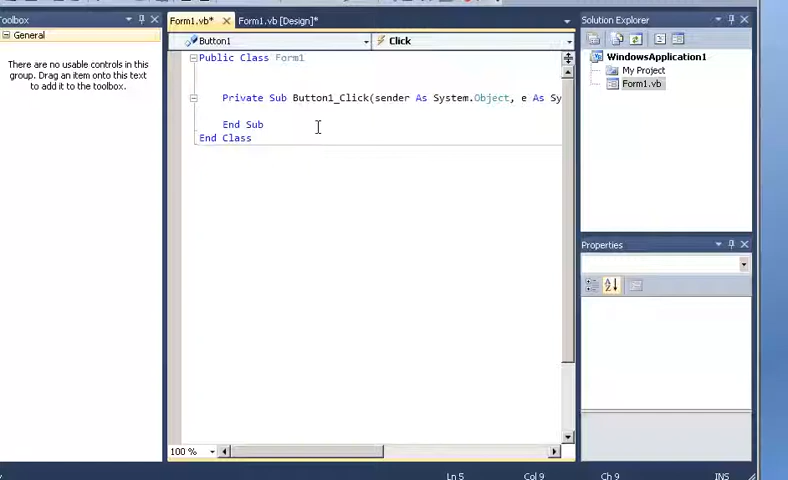 Toolbox
General
There are no usable controls in this
group. Drag an item onto this text
to add it to the toolbox.
Form1.vb*
Form1.vb [Design]*
Button1
Click
Public Class Form1
Private Sub Button1_Click(sender As System.Object, e As Sy
End Sub
End Class
100 %
Solution Explorer
WindowsApplication1
My Project
Form1.vb
Properties
Ln 5 Col 9 Ch 9 INS